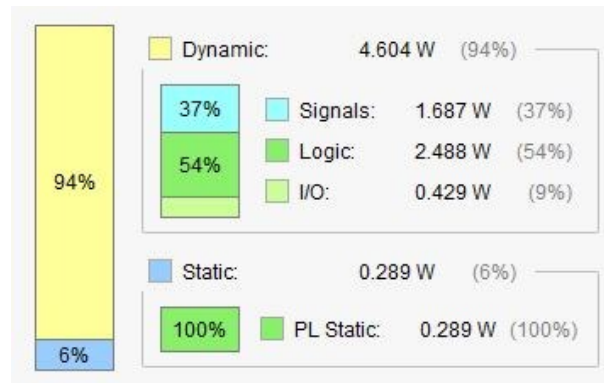 Dynamic: 4.604 W (94%)
37% Signals: 1.687 W (37%)
54% Logic: 2.488 W (54%)
94%
I/O: 0.429 W (9%)
Static: 0.289 W (6%)
100% PL Static: 0.289 W (100%)
6%